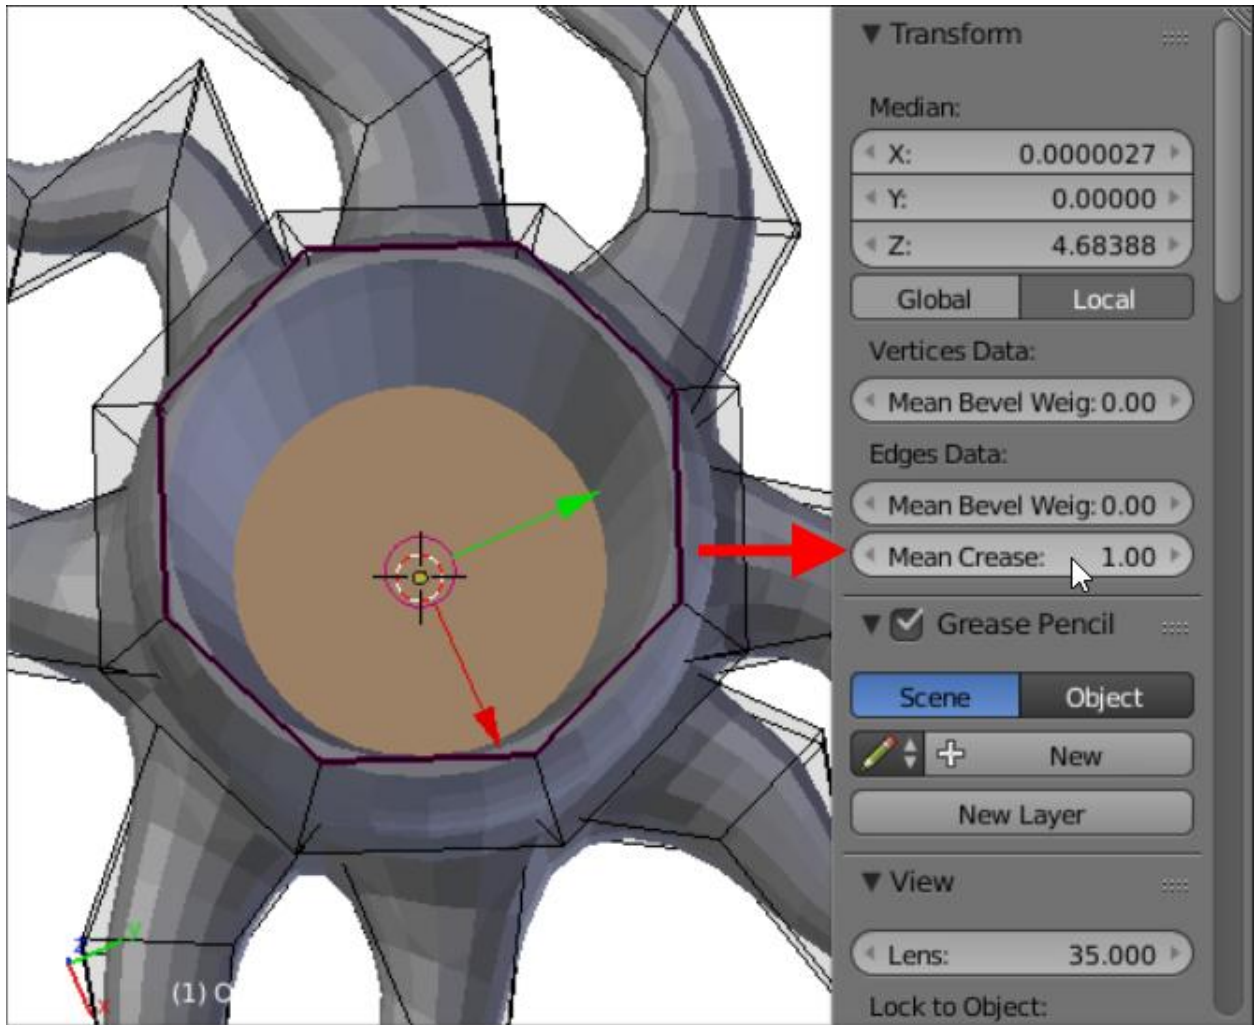 Transform
Median:
X: 0.0000027
Y: 0.00000
Z: 4.68388
Global Local
Vertices Data:
Mean Bevel Weig: 0.00
Edges Data:
Mean Bevel Weig: 0.00
Mean Crease: 1.00
Grease Pencil
Scene Object
New
New Layer
View
Lens: 35.000
Lock to Object:
z y
x
(1) O